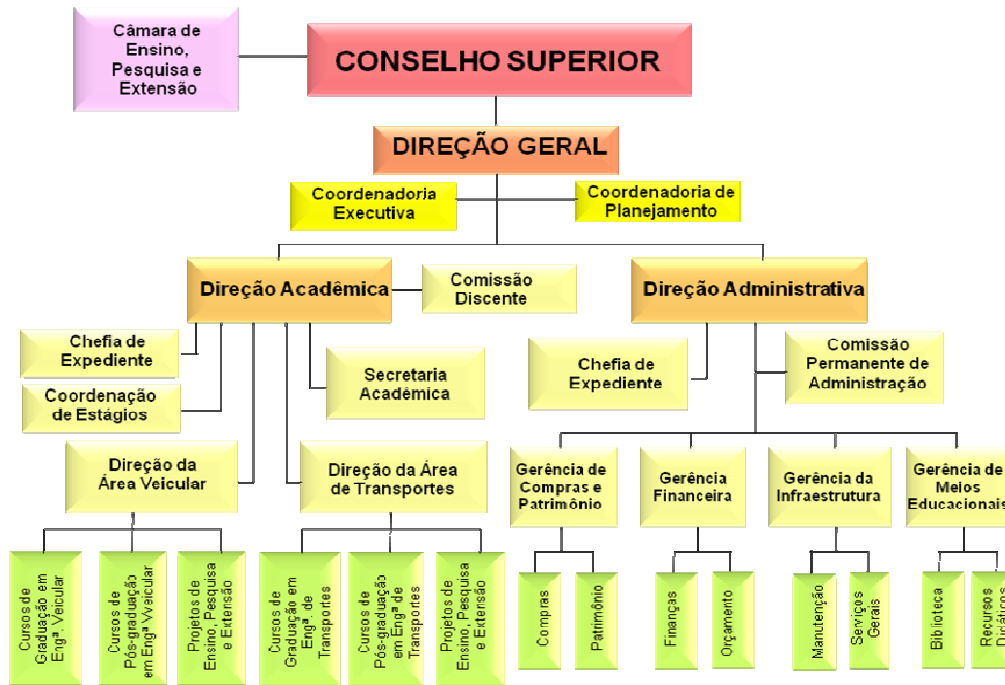 Câmara de
Ensino,
Pesquisa e
Extensão
CONSELHO SUPERIOR
DIREÇÃO GERAL
Coordenadoria
Executiva
Coordenadoria de
Planejamento
Direção Acadêmica
Comissão
Discente
Direção Administrativa
Chefia de
Expediente
Coordenação
de Estágios
Secretaria
Acadêmica
Chefia de
Expediente
Comissão
Permanente de
Administração
Direção da
Área Veicular
Direção da Área
de Transportes
Gerência de
Compras e
Patrimônio
Gerência
Financeira
Gerência da
Infraestrutura
Gerência de
Meios
Educacionais
Cursos de
Graduação em
Engª. Veicular
Cursos de
Pós-graduação
em Engª Vveicular
Projetos de
Ensino, Pesquisa
e Extensão
Cursos de
Graduação em
Engª. de
Transportes
Cursos de
Pós-graduação
em Engª de
Transportes
Projetos de
Ensino, Pesquisa
e Extensão
Compras
Patrimônio
Finanças
Orçamento
Manutenção
Serviços
Gerais
Biblioteca
Recursos
Didáticos